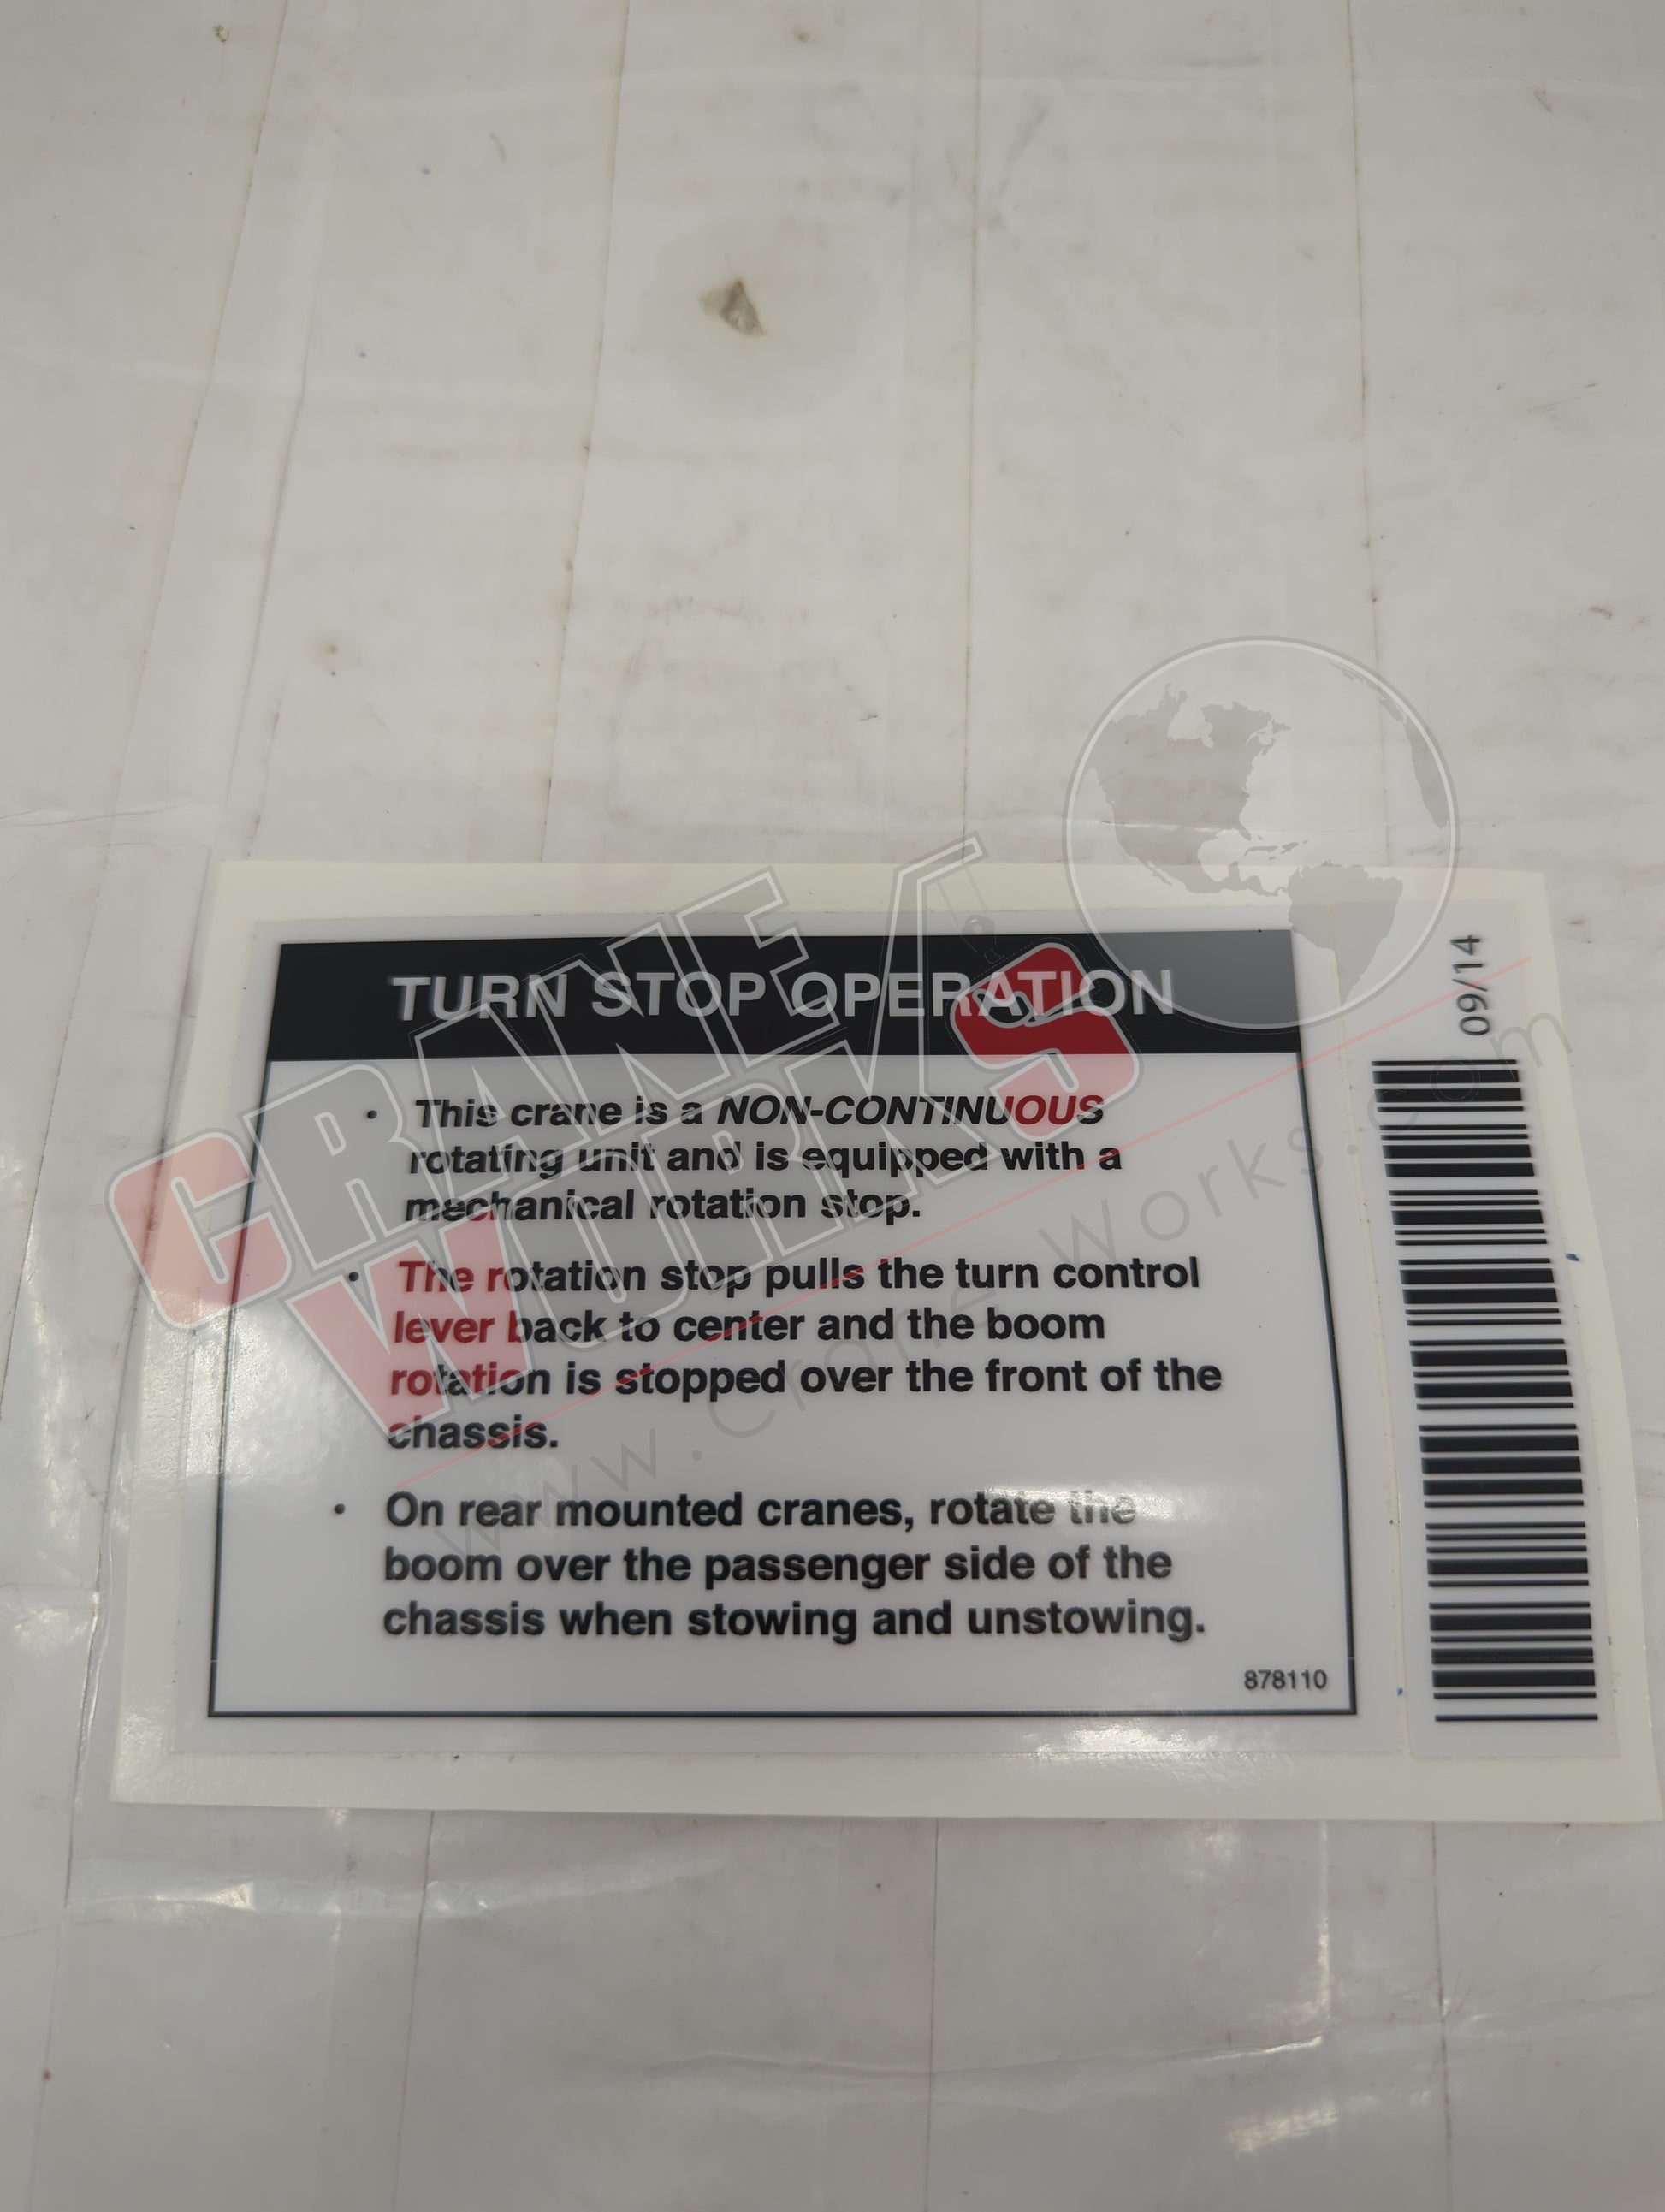 TURN STOP OPERATION
• This crane is a NON-CONTINUOUS
rotating unit and is equipped with a
mechanical rotation stop.
• The rotation stop pulls the turn control
lever back to center and the boom
rotation is stopped over the front of the
chassis.
• On rear mounted cranes, rotate the
boom over the passenger side of the
chassis when stowing and unstowing.
878110
09/14
CRANE
WORKS
www.craneWorks.com